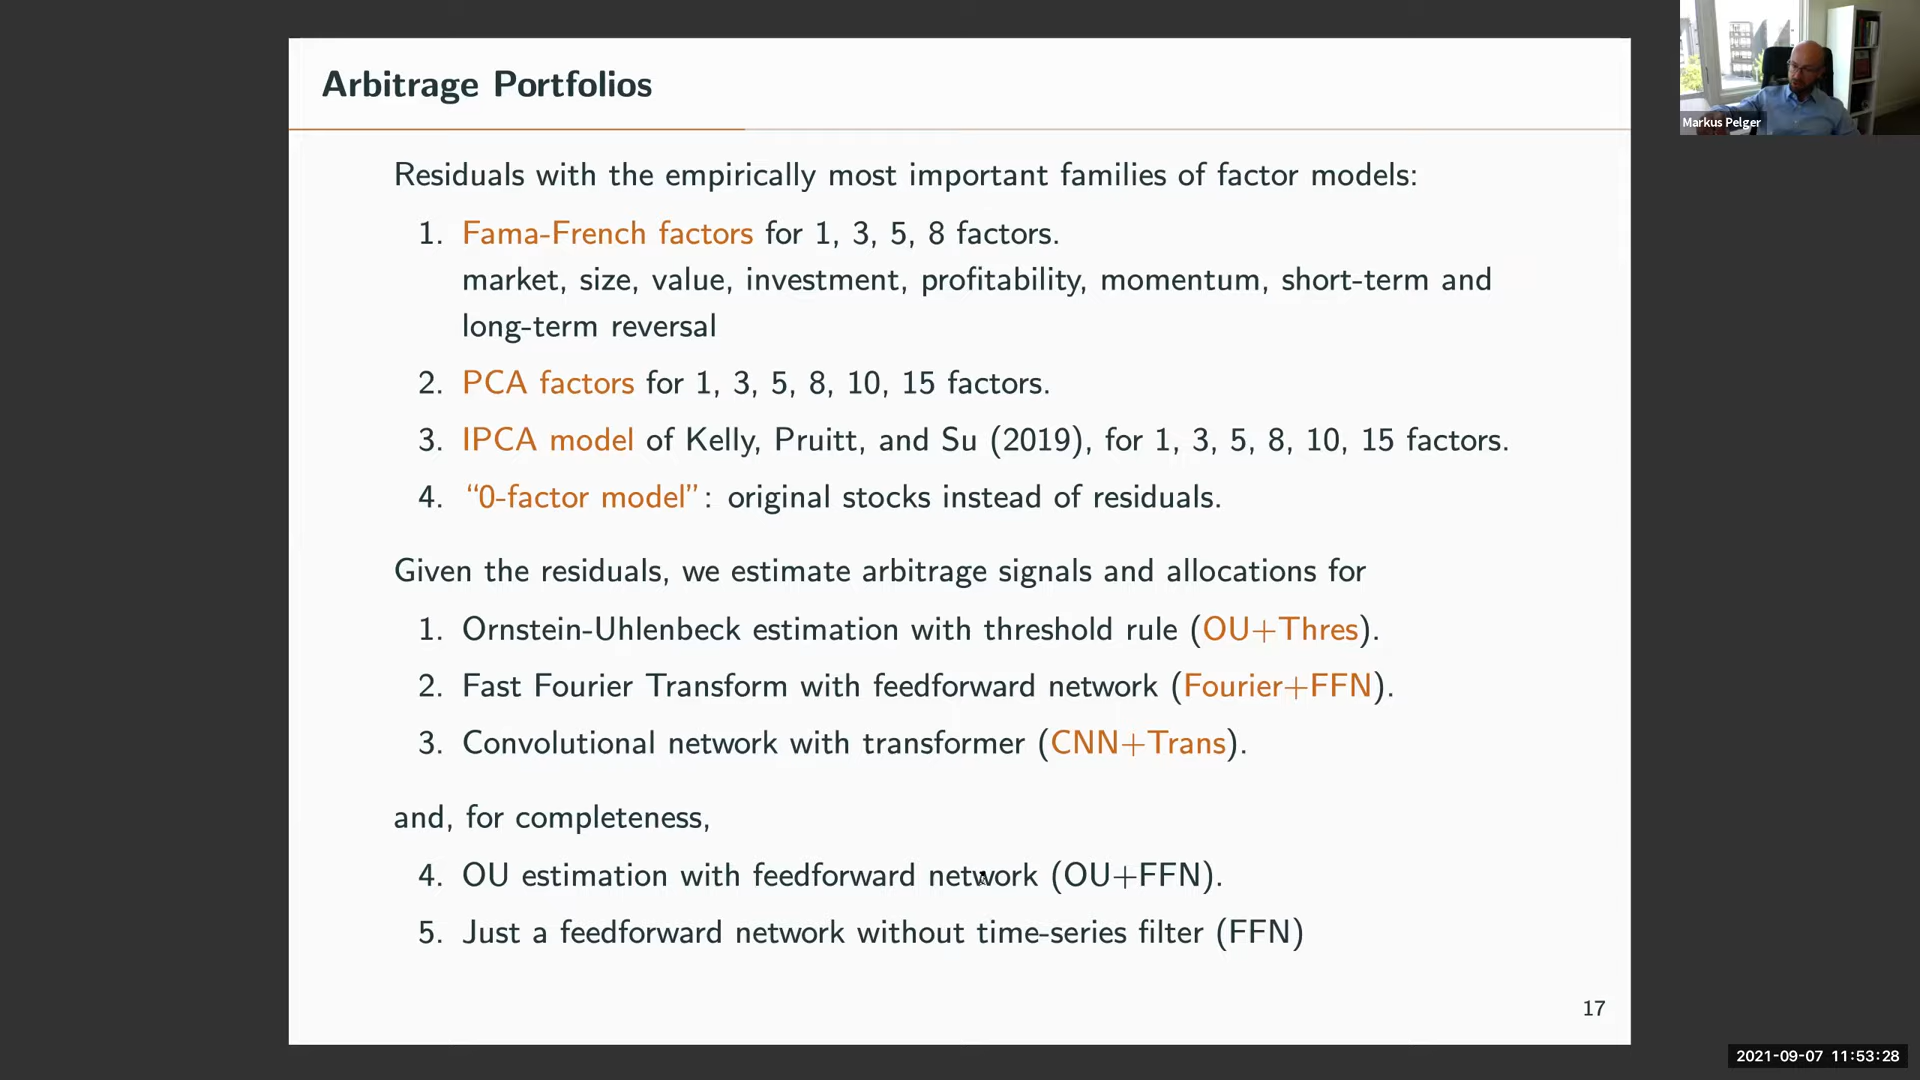 Arbitrage Portfolios
Markus Pelger
Residuals with the empirically most important families of factor models:
1. Fama-French factors for 1, 3, 5, 8 factors.
market, size, value, investment, profitability, momentum, short-term and
long-term reversal
2. PCA factors for 1, 3, 5, 8, 10, 15 factors.
3. IPCA model of Kelly, Pruitt, and Su (2019), for 1, 3, 5, 8, 10, 15 factors.
4. “0-factor model”: original stocks instead of residuals.
Given the residuals, we estimate arbitrage signals and allocations for
1. Ornstein-Uhlenbeck estimation with threshold rule (OU+Thres).
2. Fast Fourier Transform with feedforward network (Fourier+FFN).
3. Convolutional network with transformer (CNN+Trans).
and, for completeness,
4. OU estimation with feedforward network (OU+FFN).
5. Just a feedforward network without time-series filter (FFN)
17
2021-09-07 11:53:28